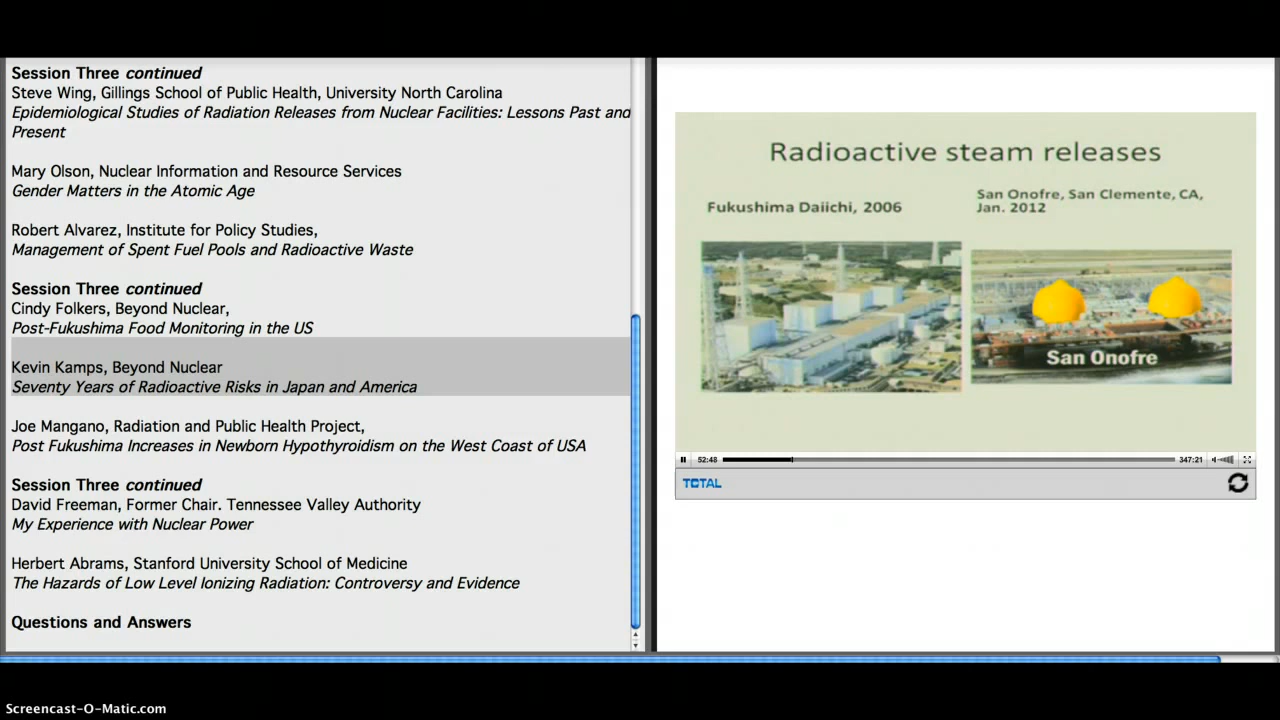 Session Three continued
Steve Wing, Gillings School of Public Health, University North Carolina
Epidemiological Studies of Radiation Releases from Nuclear Facilities: Lessons Past and
Present
Mary Olson, Nuclear Information and Resource Services
Gender Matters in the Atomic Age
Robert Alvarez, Institute for Policy Studies,
Management of Spent Fuel Pools and Radioactive Waste
Session Three continued
Cindy Folkers, Beyond Nuclear,
Post-Fukushima Food Monitoring in the US
Kevin Kamps, Beyond Nuclear
Seventy Years of Radioactive Risks in Japan and America
Joe Mangano, Radiation and Public Health Project,
Post Fukushima Increases in Newborn Hypothyroidism on the West Coast of USA
Session Three continued
David Freeman, Former Chair. Tennessee Valley Authority
My Experience with Nuclear Power
Herbert Abrams, Stanford University School of Medicine
The Hazards of Low Level Ionizing Radiation: Controversy and Evidence
Questions and Answers
Radioactive steam releases
Fukushima Daiichi, 2006
San Onofre, San Clemente, CA,
Jan. 2012
San Onofre
52:48
347:21
TOTAL
Screencast-O-Matic.com